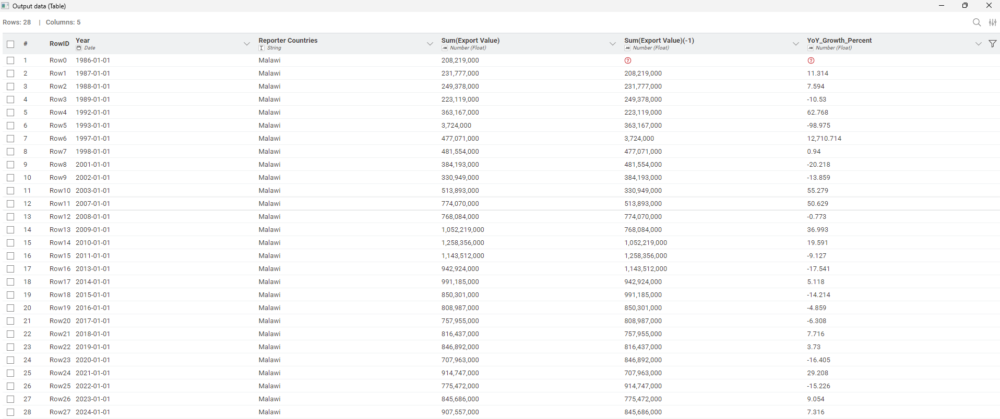 Output data (Table)
Rows: 28 | Columns: 5
# RowID Year Reporter Countries Sum(Export Value) Sum(Export Value)(-1) YoY_Growth_Percent
Date String Number (Float) Number (Float) Number (Float)
1 Row0 1986-01-01 Malawi 208,219,000 ? ?
2 Row1 1987-01-01 Malawi 231,777,000 208,219,000 11.314
3 Row2 1988-01-01 Malawi 249,378,000 231,777,000 7.594
4 Row3 1989-01-01 Malawi 223,119,000 249,378,000 -10.53
5 Row4 1992-01-01 Malawi 363,167,000 223,119,000 62.768
6 Row5 1993-01-01 Malawi 3,724,000 363,167,000 -98.975
7 Row6 1997-01-01 Malawi 477,071,000 3,724,000 12,710.714
8 Row7 1998-01-01 Malawi 481,554,000 477,071,000 0.94
9 Row8 2001-01-01 Malawi 384,193,000 481,554,000 -20.218
10 Row9 2002-01-01 Malawi 330,949,000 384,193,000 -13.859
11 Row10 2003-01-01 Malawi 513,893,000 330,949,000 55.279
12 Row11 2007-01-01 Malawi 774,070,000 513,893,000 50.629
13 Row12 2008-01-01 Malawi 768,084,000 774,070,000 -0.773
14 Row13 2009-01-01 Malawi 1,052,219,000 768,084,000 36.993
15 Row14 2010-01-01 Malawi 1,258,356,000 1,052,219,000 19.591
16 Row15 2011-01-01 Malawi 1,143,512,000 1,258,356,000 -9.127
17 Row16 2013-01-01 Malawi 942,924,000 1,143,512,000 -17.541
18 Row17 2014-01-01 Malawi 991,185,000 942,924,000 5.118
19 Row18 2015-01-01 Malawi 850,301,000 991,185,000 -14.214
20 Row19 2016-01-01 Malawi 808,987,000 850,301,000 -4.859
21 Row20 2017-01-01 Malawi 757,955,000 808,987,000 -6.308
22 Row21 2018-01-01 Malawi 816,437,000 757,955,000 7.716
23 Row22 2019-01-01 Malawi 846,892,000 816,437,000 3.73
24 Row23 2020-01-01 Malawi 707,963,000 846,892,000 -16.405
25 Row24 2021-01-01 Malawi 914,747,000 707,963,000 29.208
26 Row25 2022-01-01 Malawi 775,472,000 914,747,000 -15.226
27 Row26 2023-01-01 Malawi 845,686,000 775,472,000 9.054
28 Row27 2024-01-01 Malawi 907,557,000 845,686,000 7.316